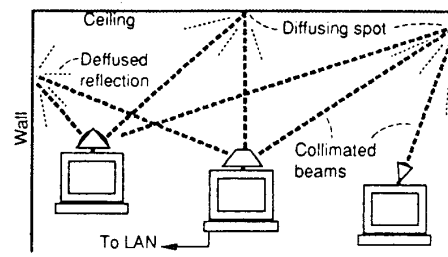 Ceiling
Diffusing spot
Deffused
reflection
Wall
Collimated
beams
To LAN